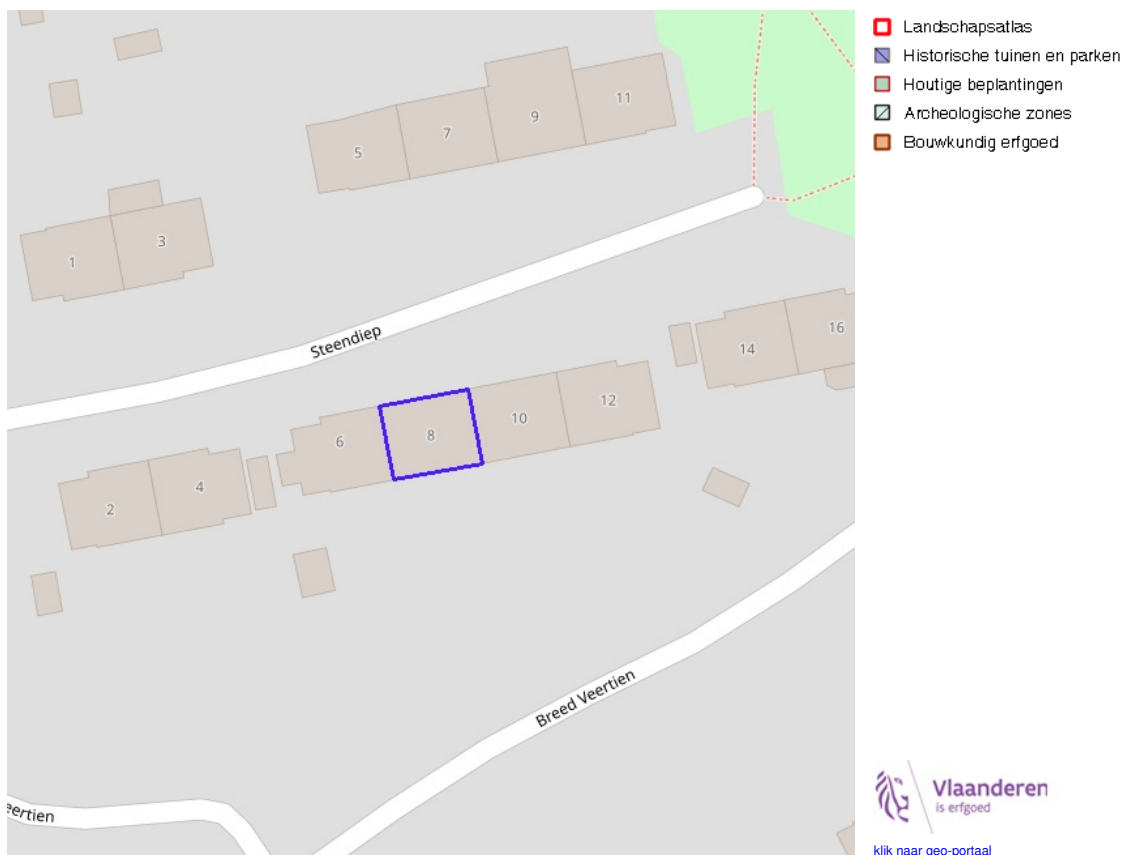 Landschapsatlas
Historische tuinen en parken
Houtige beplantingen
Archeologische zones
Bouwkundig erfgoed
11
9
7
5
3
1
Steendiep
16
14
12
10
8
6
4
2
Breed Veertien
eertien
Vlaanderen
is erfgoed
klik naar geo-portaal